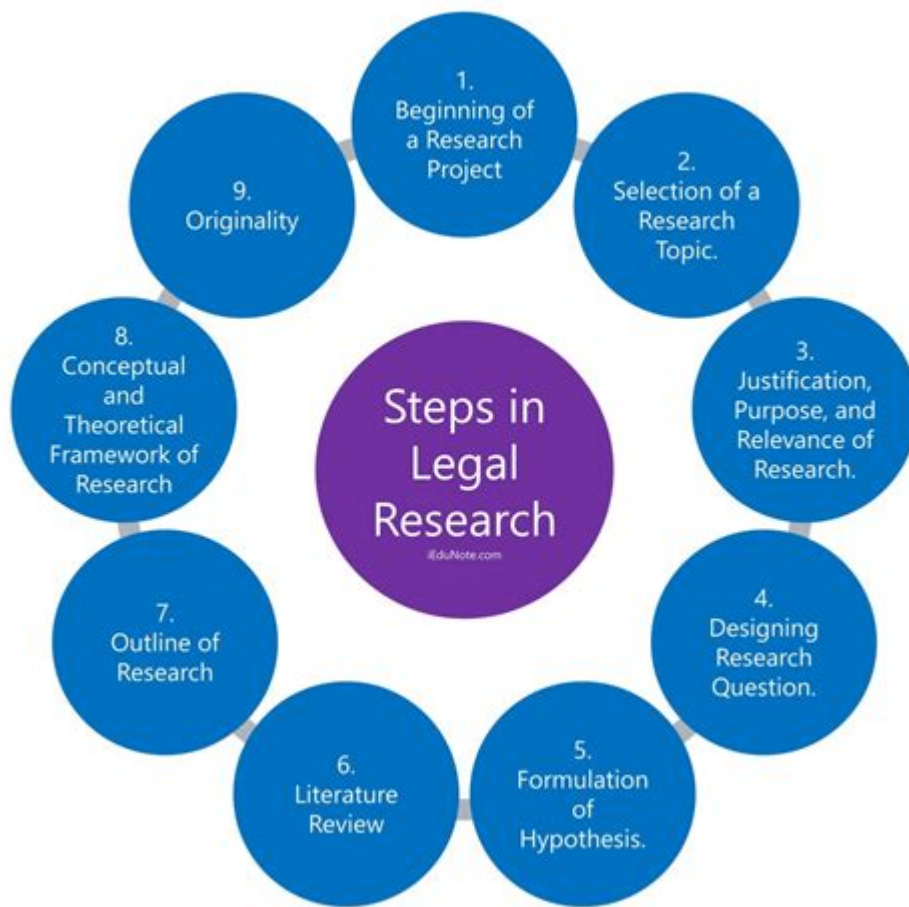 1.
Beginning of
a Research
Project
2.
Selection of a
Research
Topic.
3.
Justification,
Purpose, and
Relevance of
Research.
4.
Designing
Research
Question.
5.
Formulation
of
Hypothesis.
6.
Literature
Review
7.
Outline of
Research
8.
Conceptual
and
Theoretical
Framework of
Research
9.
Originality
Steps in
Legal
Research
iEduNote.com